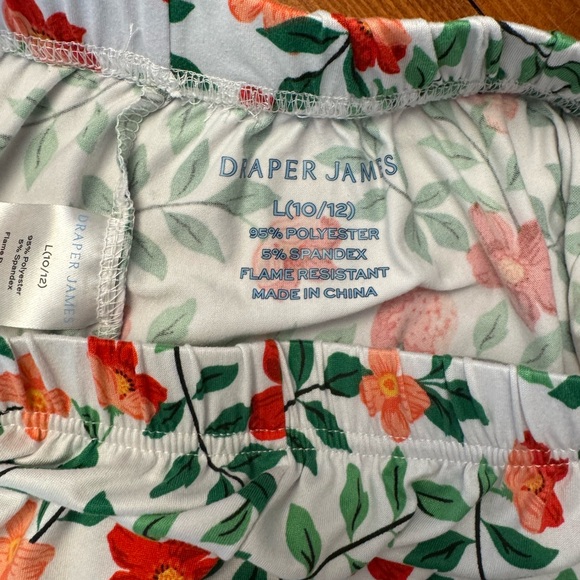 DRAPER JAMES
L(10/12)
95% POLYESTER
5% SPANDEX
FLAME RESISTANT
MADE IN CHINA
DRAPER JAMES
L(10/12)
95% Polyester
5% Spandex
Flame